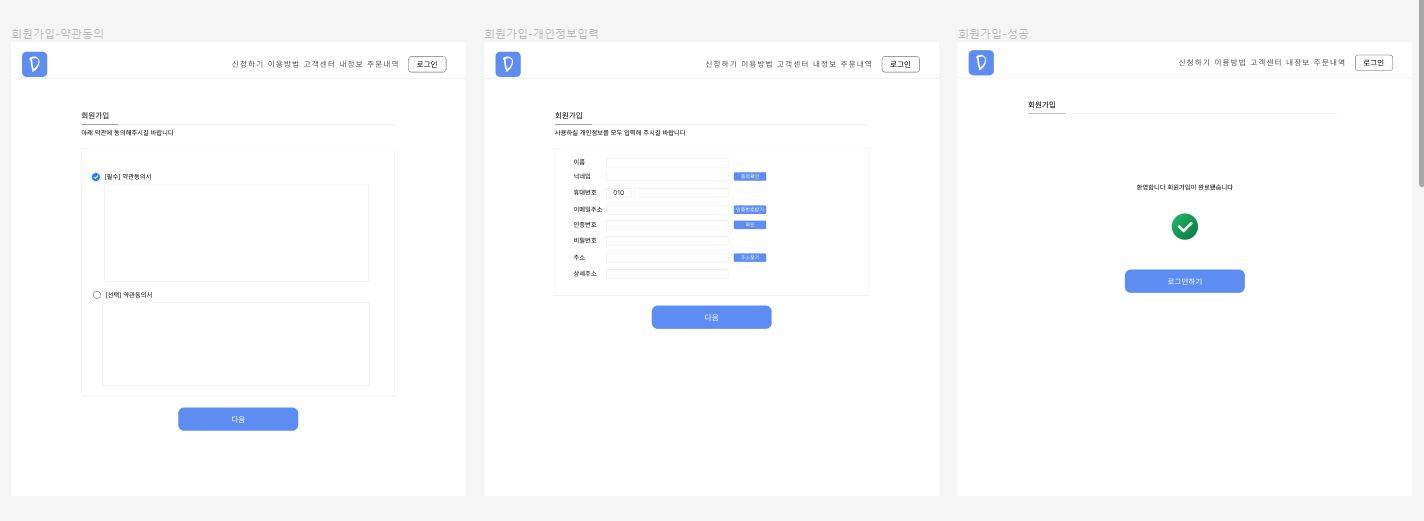 회원가입-약관동의
신청하기 이용방법 고객센터 내정보 주문내역 로그인
회원가입
아래 약관에 동의해주시길 바랍니다
[필수] 약관동의서
[선택] 약관동의서
다음
회원가입-개인정보입력
신청하기 이용방법 고객센터 내정보 주문내역 로그인
회원가입
사용하실 개인정보를 모두 입력해 주시길 바랍니다
이름
닉네임 중복확인
휴대번호 010
이메일주소 인증번호받기
인증번호 확인
비밀번호
주소 주소찾기
상세주소
다음
회원가입-성공
신청하기 이용방법 고객센터 내정보 주문내역 로그인
회원가입
환영합니다 회원가입이 완료됐습니다
로그인하기